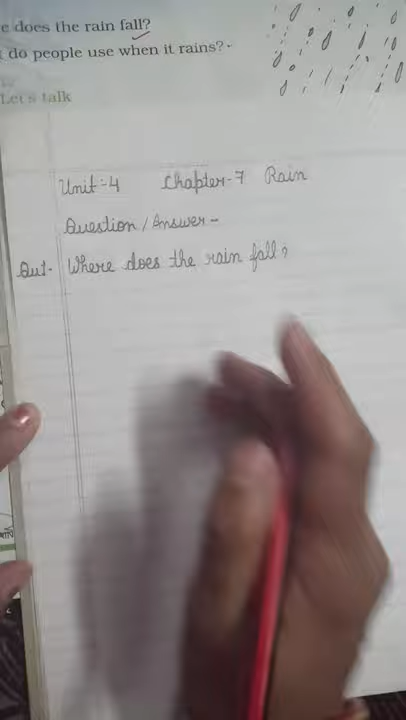 e does the rain fall?
do people use when it rains?
Let's talk
Unit-4 Chapter-7 Rain
Question / Answer-
Qu1. Where does the rain fall?